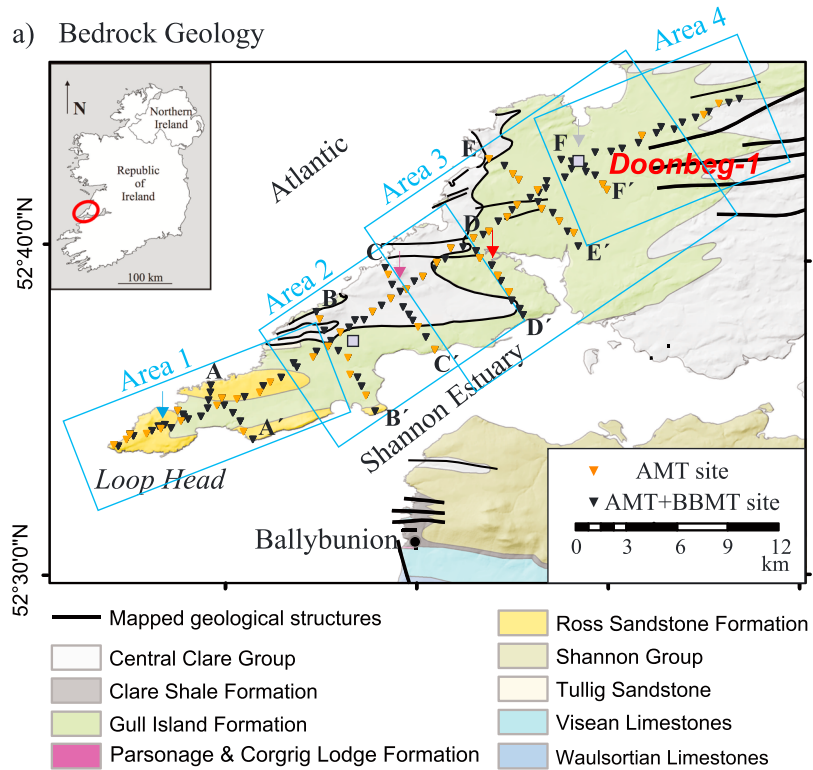 a) Bedrock Geology
N
Northern
Ireland
Republic
of
Ireland
100 km
Atlantic
Area 4
Area 3
Area 2
Area 1
E
F
Doonbeg-1
F´
E´
D
D´
C
C´
B
B´
A
A´
52°40'0"N
52°30'0"N
Loop Head
Shannon Estuary
Ballybunion
AMT site
AMT+BBMT site
0 3 6 9 12
km
Mapped geological structures
Central Clare Group
Clare Shale Formation
Gull Island Formation
Parsonage & Corgrig Lodge Formation
Ross Sandstone Formation
Shannon Group
Tullig Sandstone
Visean Limestones
Waulsortian Limestones